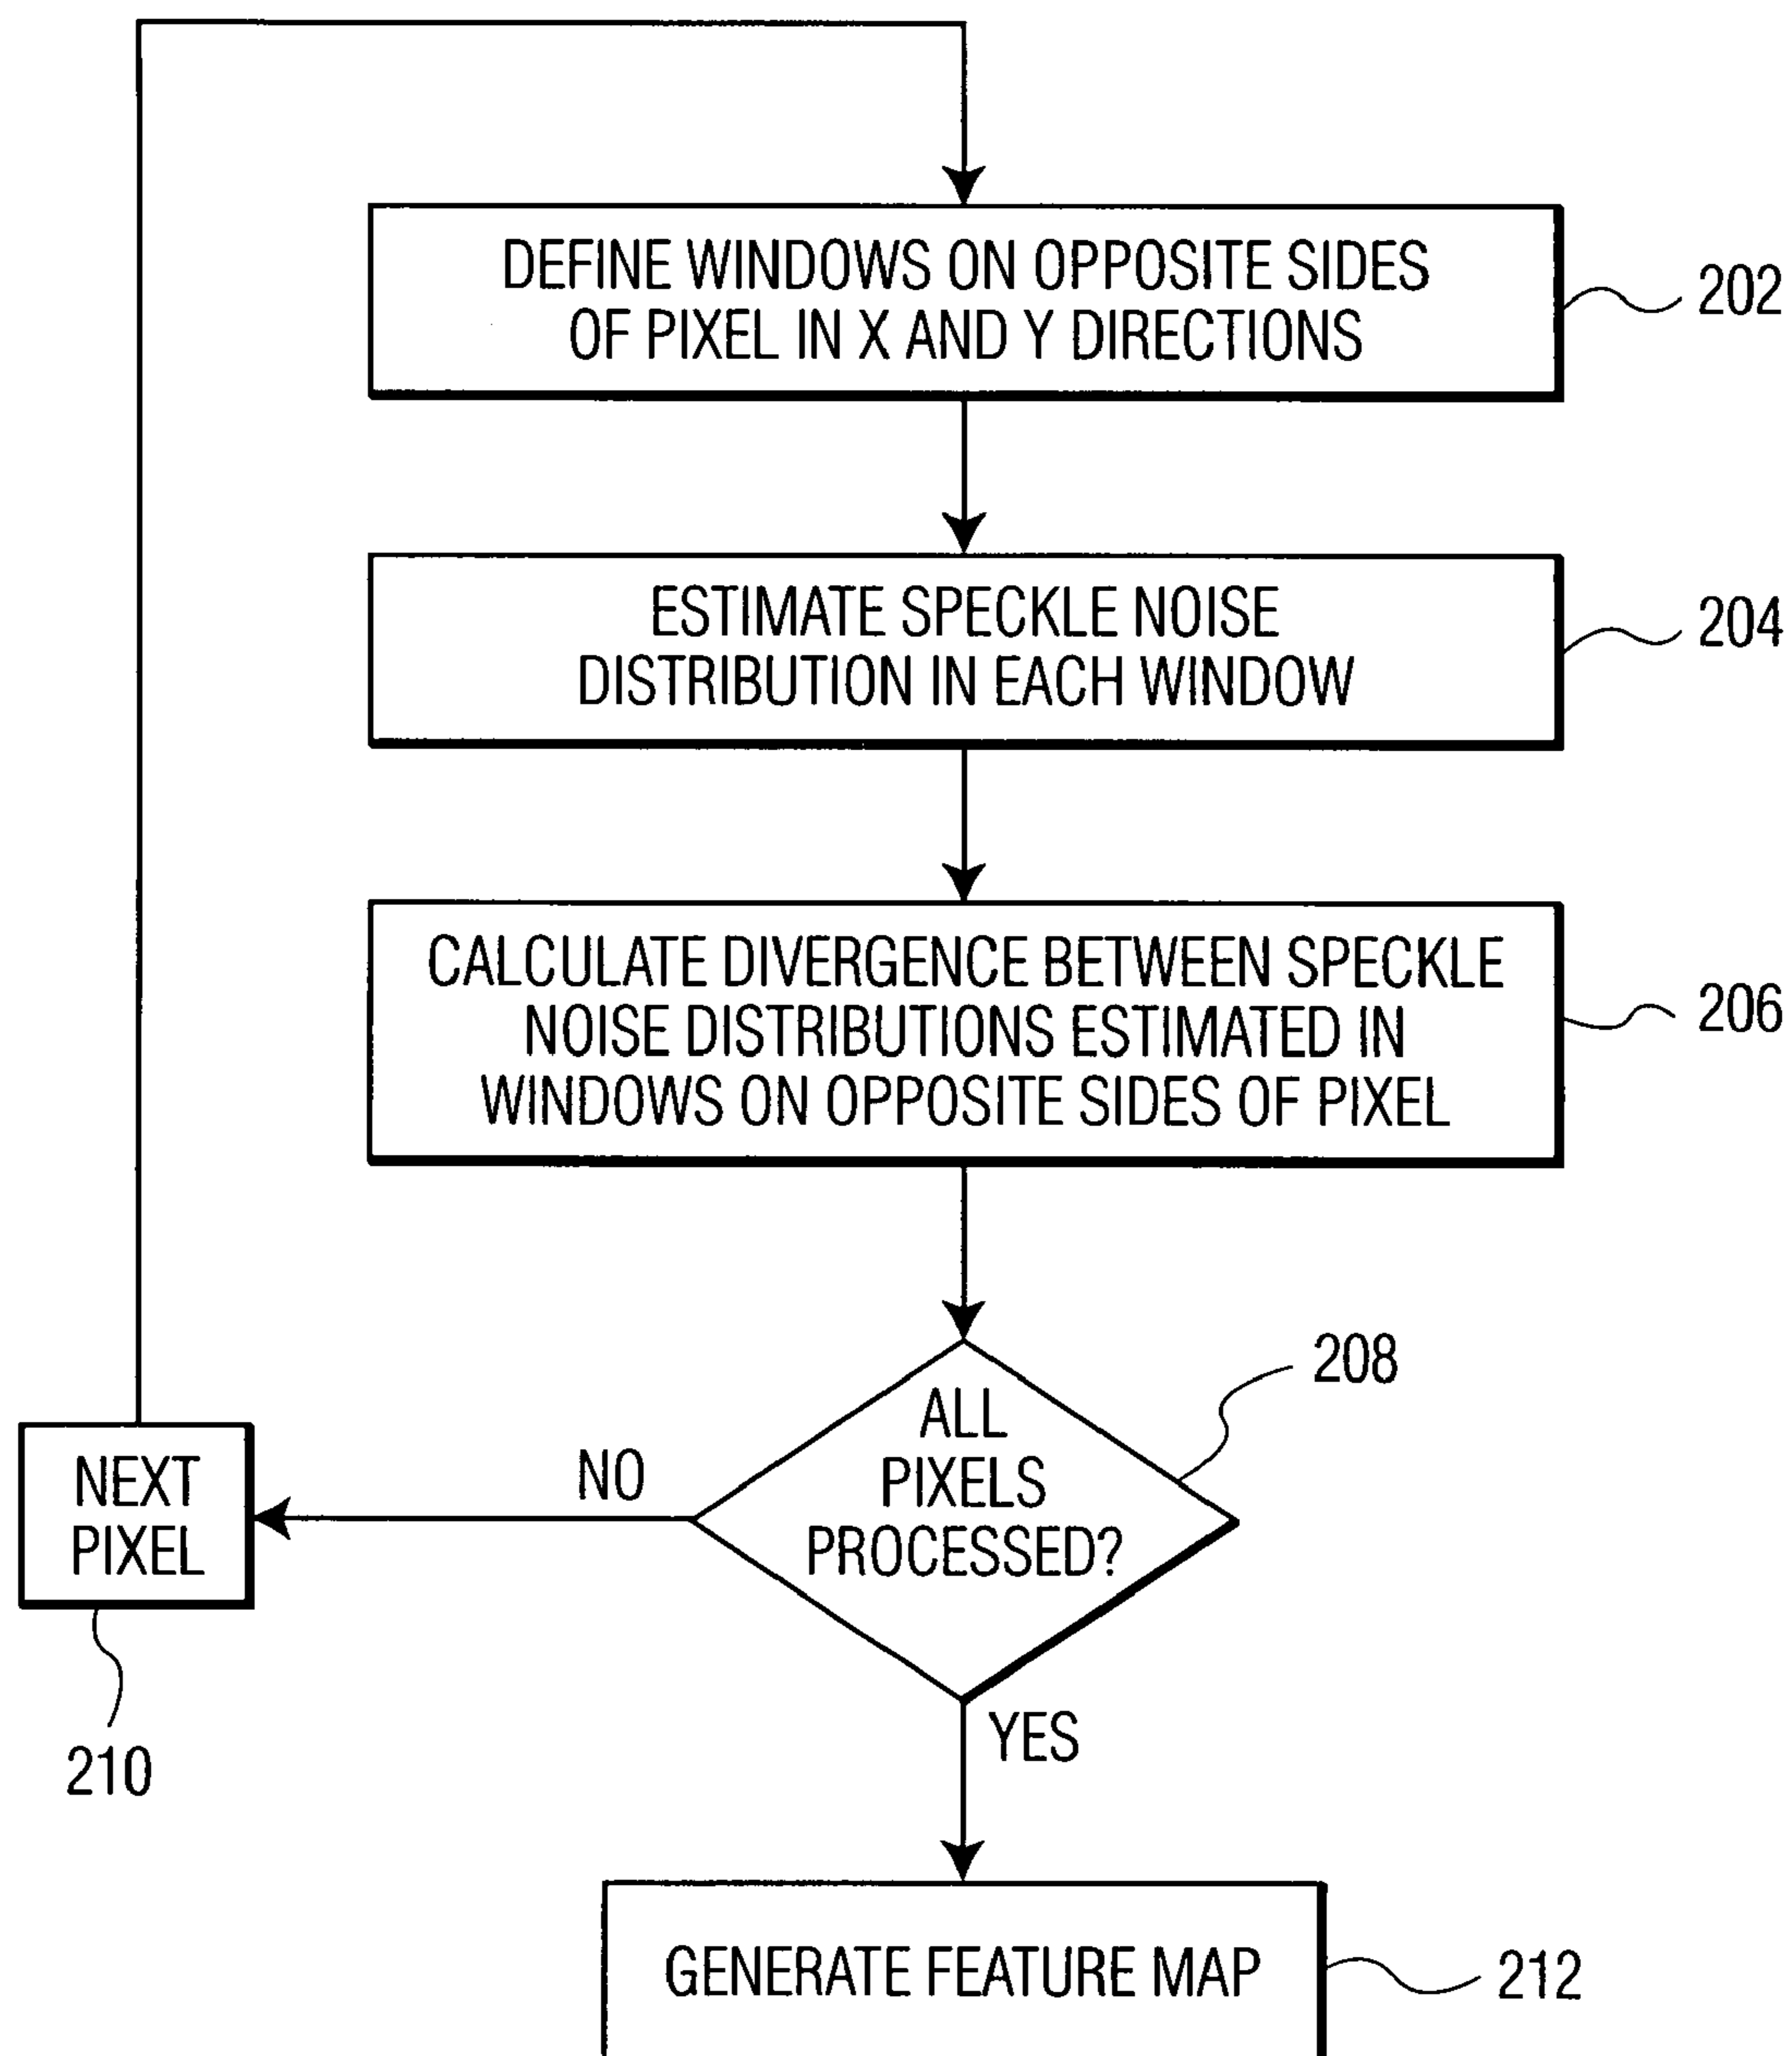 DEFINE WINDOWS ON OPPOSITE SIDES
OF PIXEL IN X AND Y DIRECTIONS
202
ESTIMATE SPECKLE NOISE
DISTRIBUTION IN EACH WINDOW
204
CALCULATE DIVERGENCE BETWEEN SPECKLE
NOISE DISTRIBUTIONS ESTIMATED IN
WINDOWS ON OPPOSITE SIDES OF PIXEL
206
ALL
PIXELS
PROCESSED?
208
NO
NEXT
PIXEL
210
YES
GENERATE FEATURE MAP
212